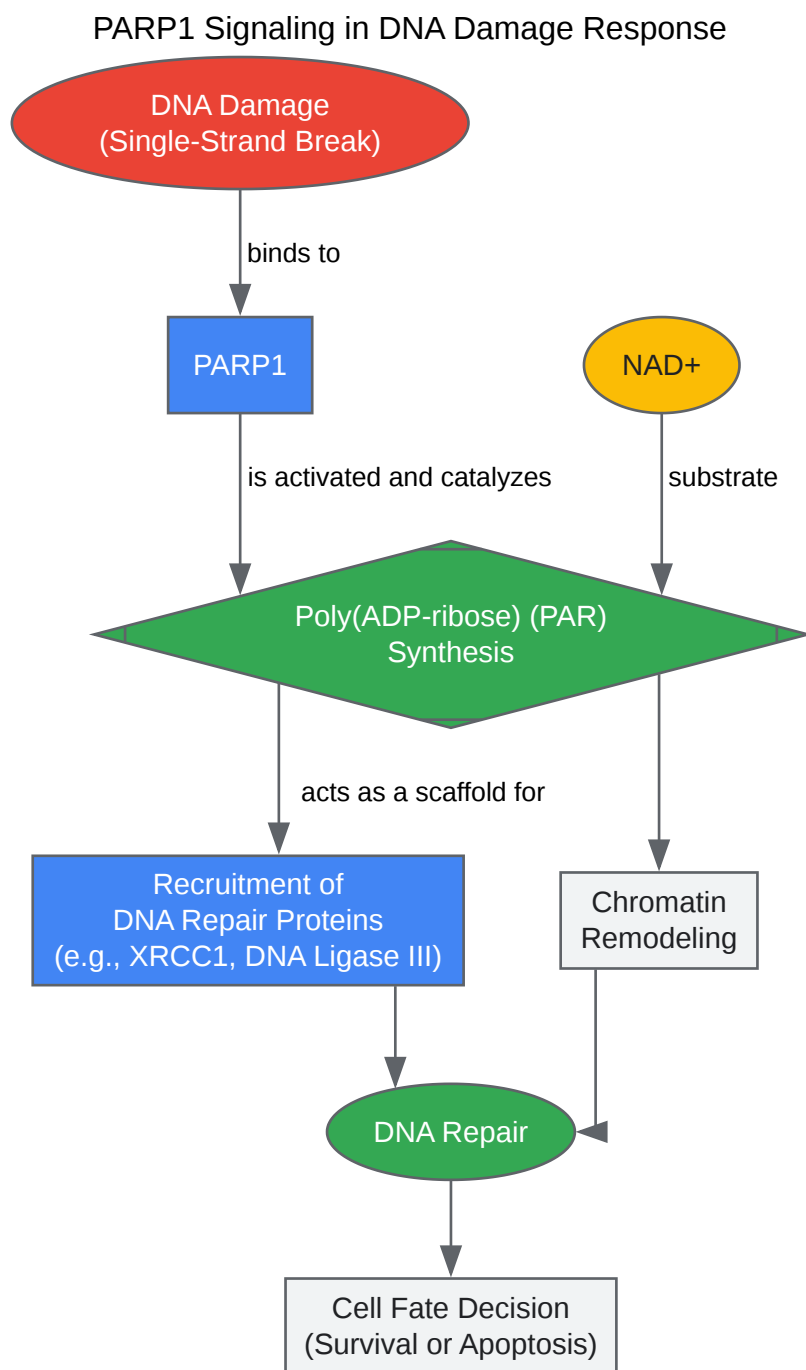 PARP1 Signaling in DNA Damage Response
DNA Damage
(Single-Strand Break)
binds to
PARP1
NAD+
is activated and catalyzes
substrate
Poly(ADP-ribose) (PAR)
Synthesis
acts as a scaffold for
Recruitment of
DNA Repair Proteins
(e.g., XRCC1, DNA Ligase III)
Chromatin
Remodeling
DNA Repair
Cell Fate Decision
(Survival or Apoptosis)